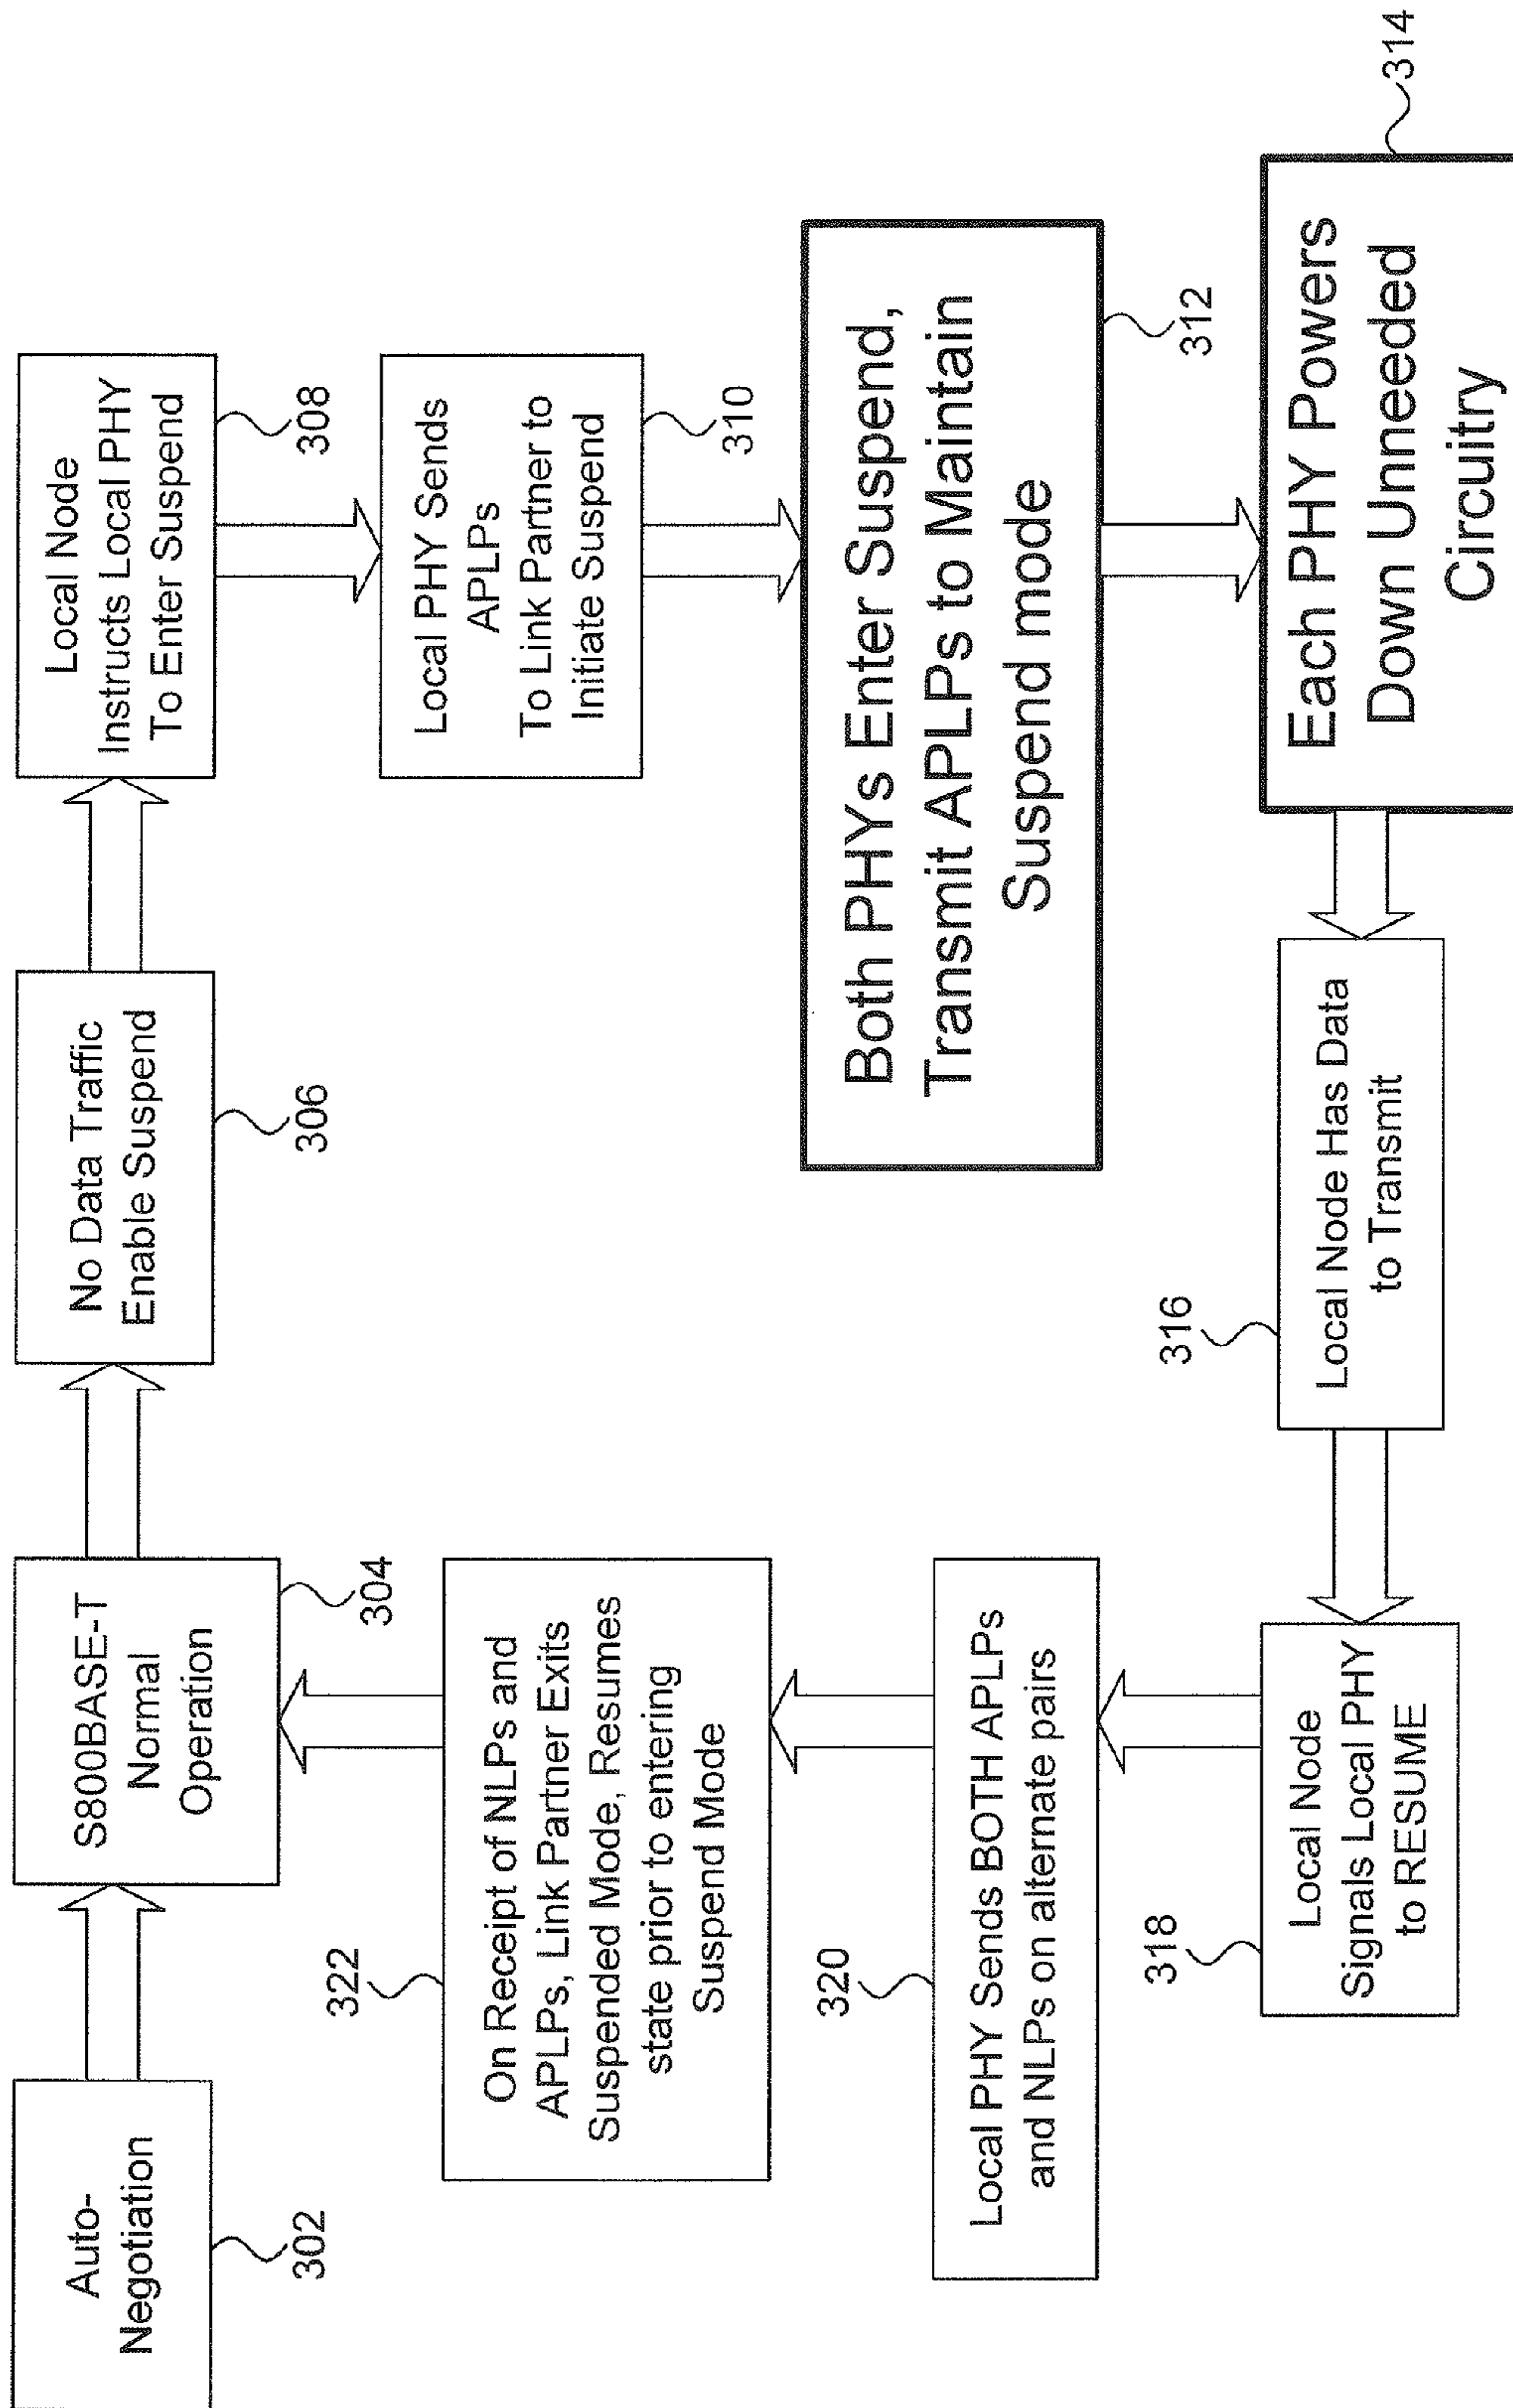 Auto-
Negotiation
302
S800BASE-T
Normal
Operation
304
No Data Traffic
Enable Suspend
306
Local Node
Instructs Local PHY
To Enter Suspend
308
Local PHY Sends
APLPs
To Link Partner to
Initiate Suspend
310
Both PHYs Enter Suspend,
Transmit APLPs to Maintain
Suspend mode
312
Each PHY Powers
Down Unneeded
Circuitry
314
Local Node Has Data
to Transmit
316
Local Node
Signals Local PHY
to RESUME
318
Local PHY Sends BOTH APLPs
and NLPs on alternate pairs
320
On Receipt of NLPs and
APLPs, Link Partner Exits
Suspended Mode, Resumes
state prior to entering
Suspend Mode
322